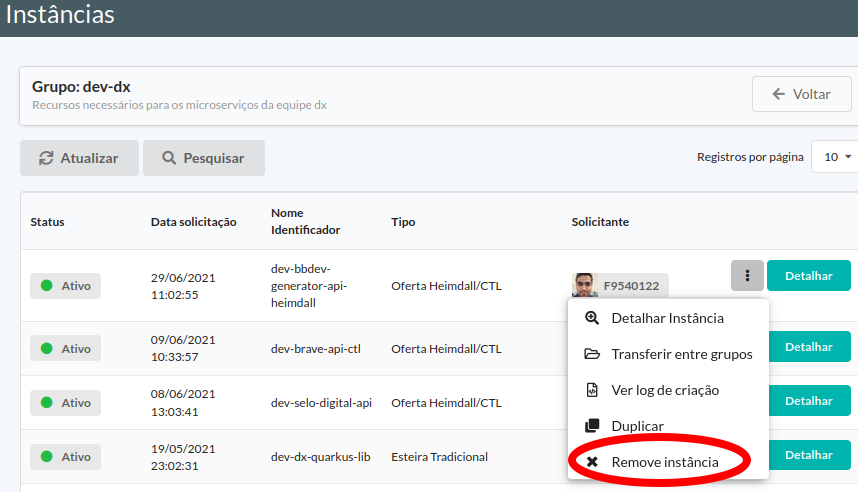 Instâncias
Grupo: dev-dx
Recursos necessários para os microserviços da equipe dx
Voltar
Atualizar
Pesquisar
Registros por página
10
Status
Data solicitação
Nome
Identificador
Tipo
Solicitante
Ativo
29/06/2021
11:02:55
dev-bbdev-
generator-api-
heimdall
Oferta Heimdall/CTL
F9540122
Detalhar
Ativo
09/06/2021
10:33:57
dev-brave-api-ctl
Oferta Heimdall/CTL
Detalhar
Ativo
08/06/2021
13:03:41
dev-selo-digital-api
Oferta Heimdall/CTL
Detalhar
Ativo
19/05/2021
23:02:31
dev-dx-quarkus-lib
Esteira Tradicional
Detalhar
Detalhar Instância
Transferir entre grupos
Ver log de criação
Duplicar
Remove instância